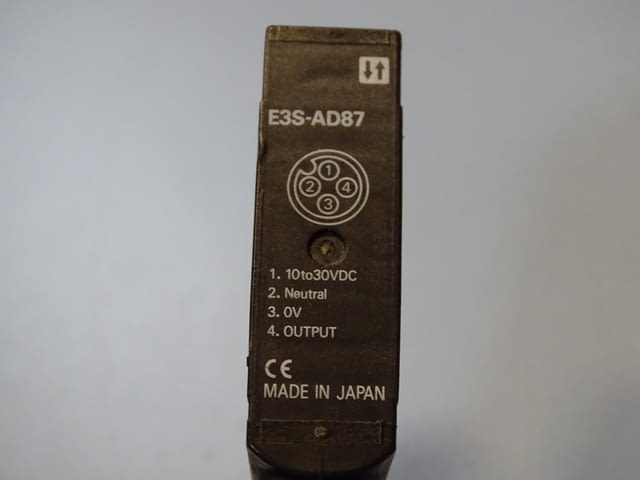 E3S-AD87
1
2 4
3
1. 10to30VDC
2. Neutral
3. 0V
4. OUTPUT
CE
MADE IN JAPAN